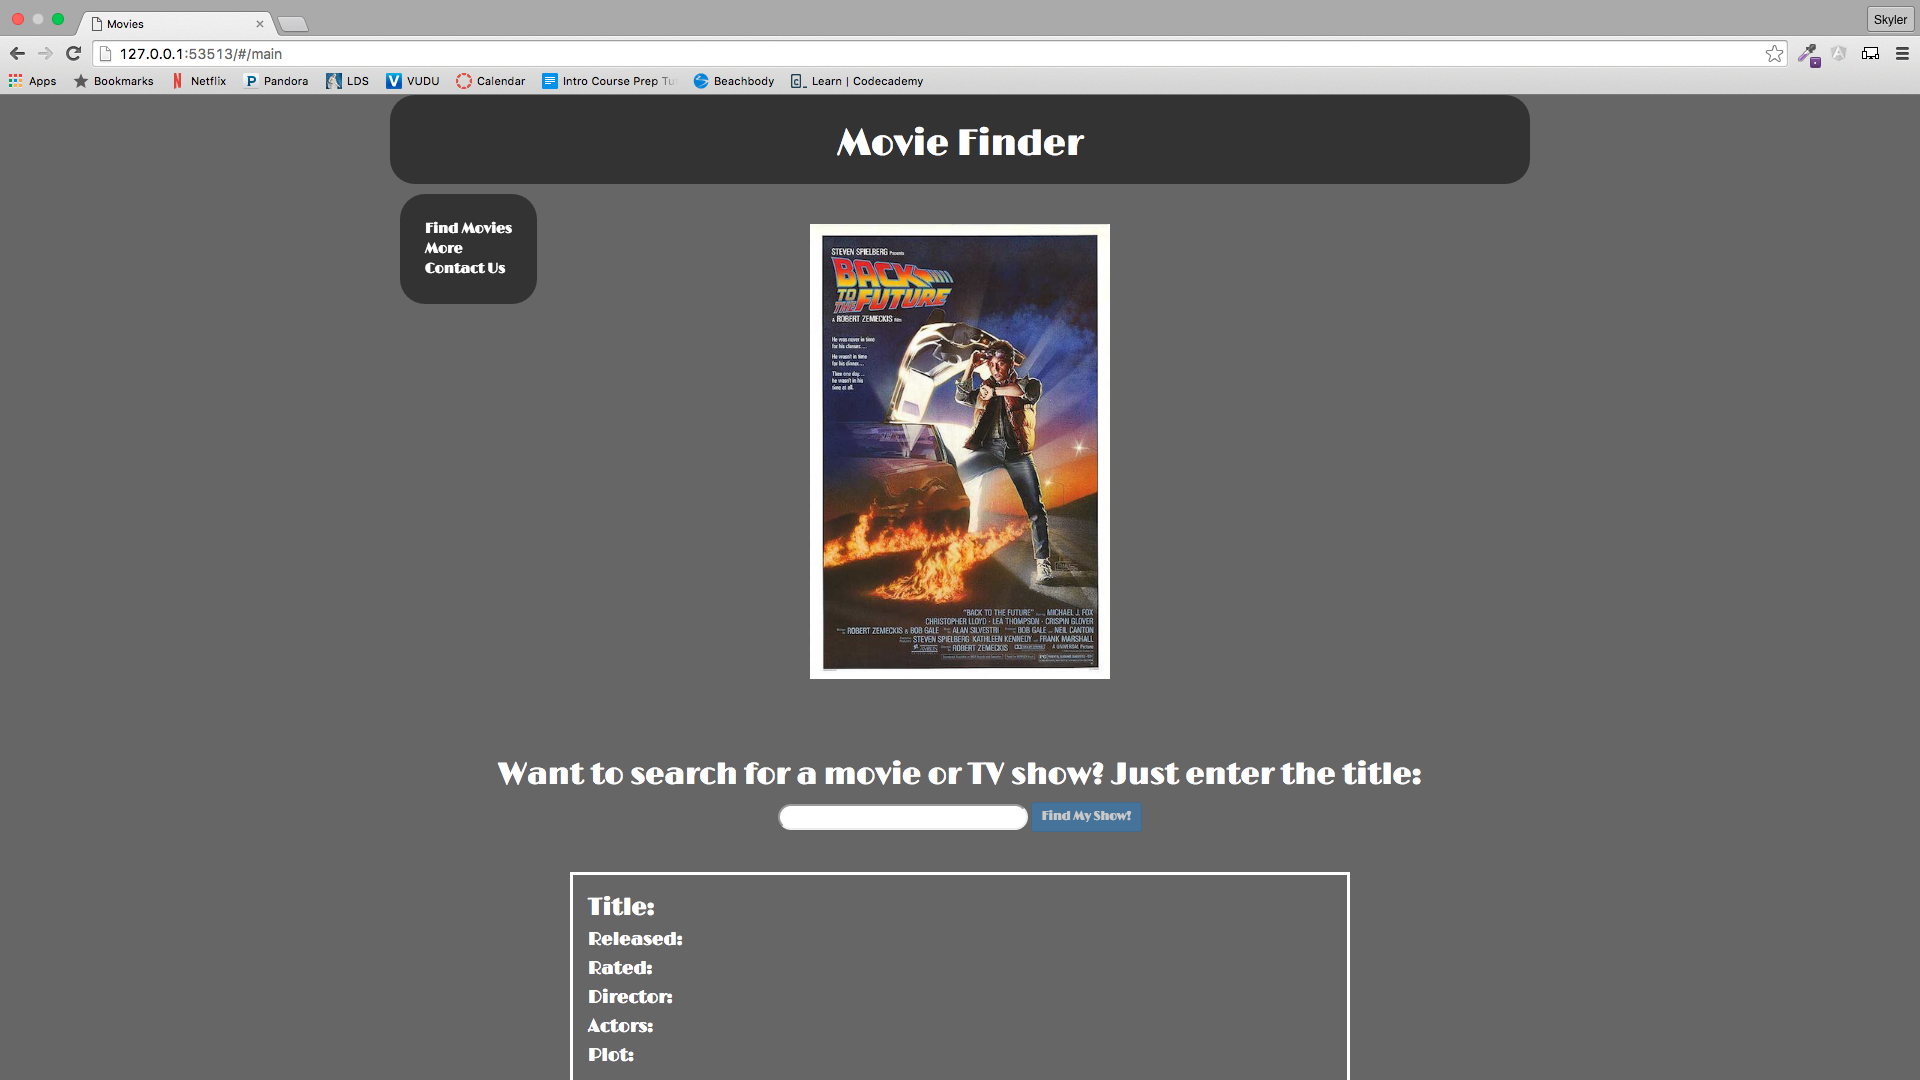 Movies
Skyler
127.0.0.1:53513/#/main
Apps Bookmarks Netflix Pandora LDS VUDU Calendar Intro Course Prep Tu Beachbody Learn | Codecademy
Movie Finder
Find Movies
More
Contact Us
STEVEN SPIELBERG Presents
BACK
TO
THE FUTURE
A ROBERT ZEMECKIS Film
He was never in time
for his classes...
He wasn't in time
for his dinner...
Then one day...
he wasn't in his
time at all.
"BACK TO THE FUTURE" Starring MICHAEL J. FOX
CHRISTOPHER LLOYD · LEA THOMPSON · CRISPIN GLOVER
ROBERT ZEMECKIS & BOB GALE ALAN SILVESTRI BOB GALE NEIL CANTON
STEVEN SPIELBERG KATHLEEN KENNEDY FRANK MARSHALL
AMBLIN ROBERT ZEMECKIS A UNIVERSAL Picture
PG
Want to search for a movie or TV show? Just enter the title:
Find My Show!
Title:
Released:
Rated:
Director:
Actors:
Plot: